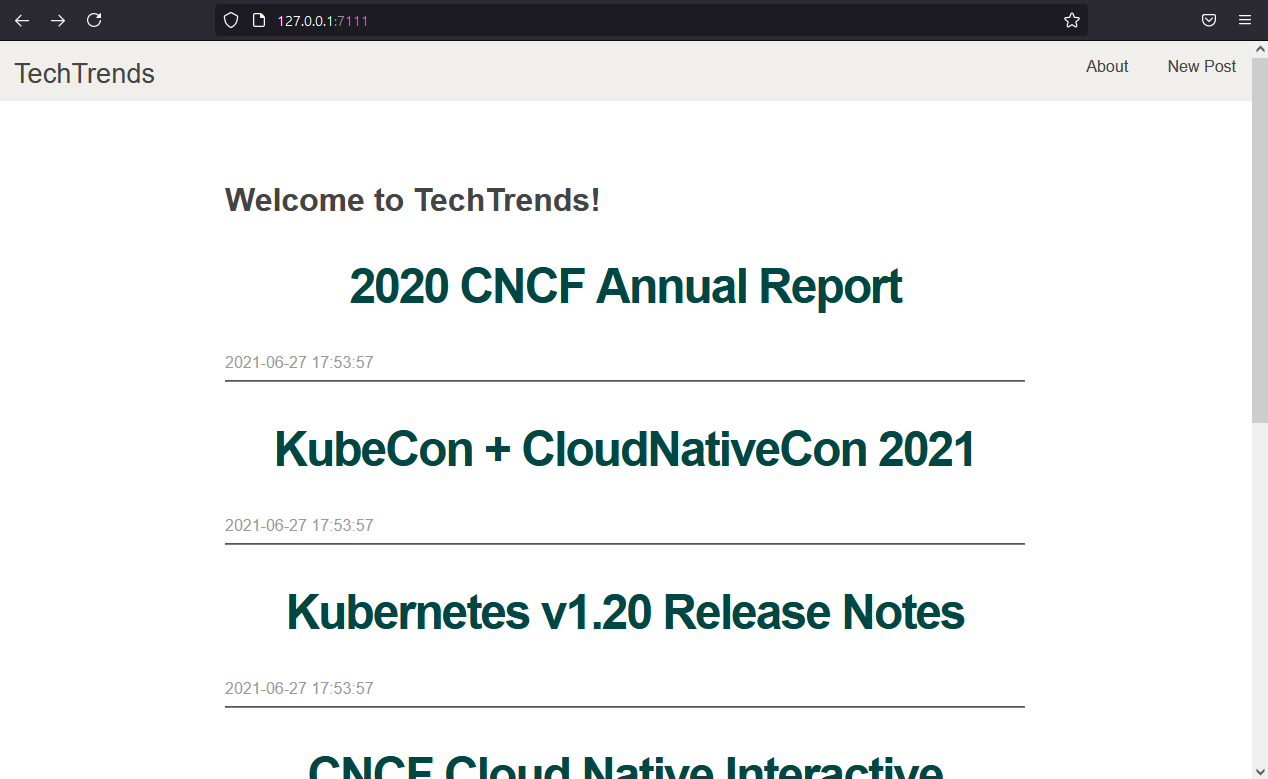 127.0.0.1:7111
TechTrends
About
New Post
Welcome to TechTrends!
2020 CNCF Annual Report
2021-06-27 17:53:57
KubeCon + CloudNativeCon 2021
2021-06-27 17:53:57
Kubernetes v1.20 Release Notes
2021-06-27 17:53:57
CNCF Cloud Native Interactive